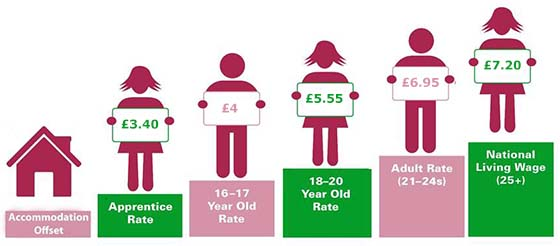 £3.40
£4
£5.55
£6.95
£7.20
Accommodation
Offset
Apprentice
Rate
16–17
Year Old
Rate
18–20
Year Old
Rate
Adult Rate
(21–24s)
National
Living Wage
(25+)